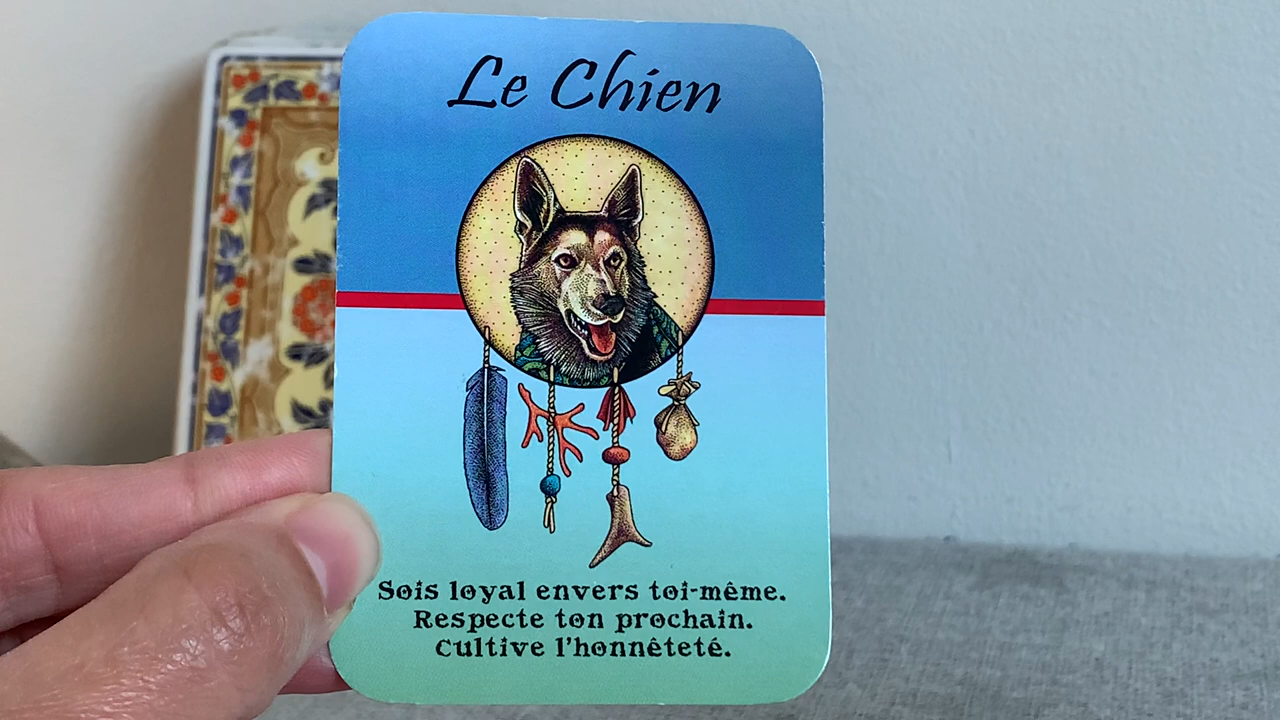 Le Chien
Sois loyal envers toi-même.
Respecte ton prochain.
Cultive l'honnêteté.